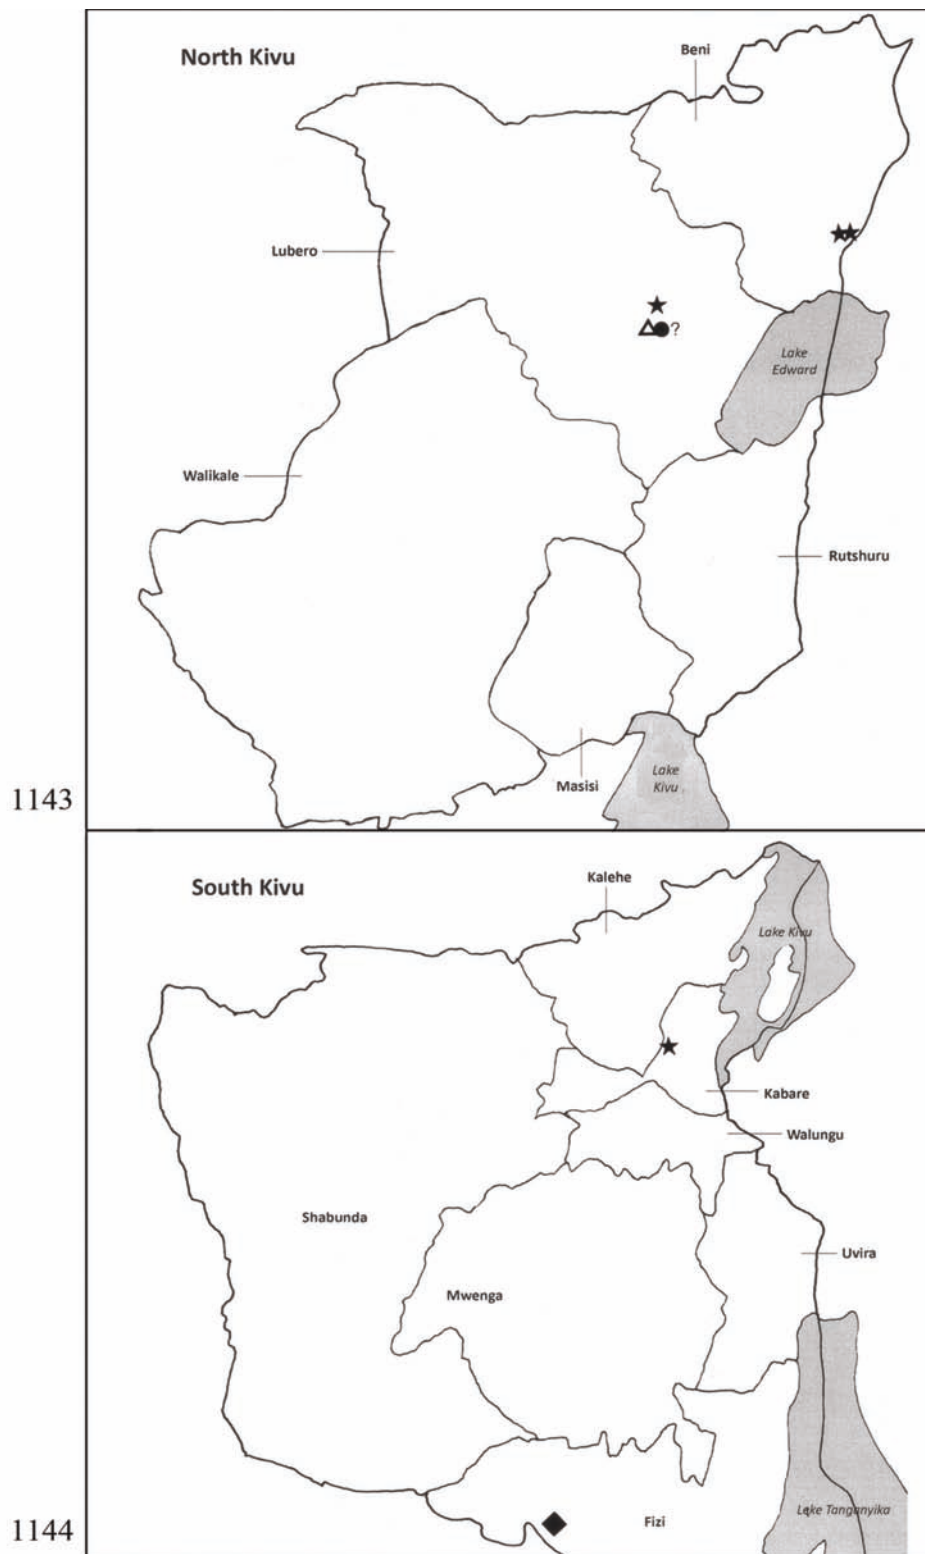 North Kivu
Beni
Lubero
?
Lake
Edward
Walikale
Rutshuru
Masisi
Lake
Kivu
1143
South Kivu
Kalehe
Lake Kivu
Kabare
Walungu
Shabunda
Uvira
Mwenga
Lake Tanganyika
Fizi
1144